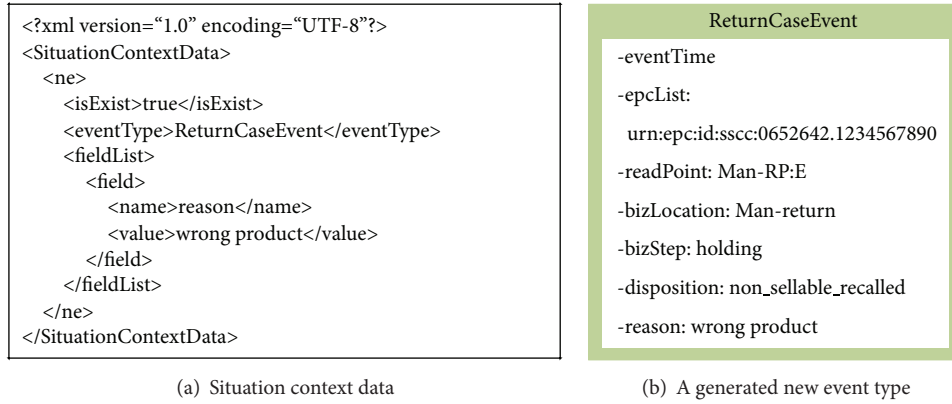 <?xml version=“1.0” encoding=“UTF-8”?>
<SituationContextData>
<ne>
<isExist>true</isExist>
<eventType>ReturnCaseEvent</eventType>
<fieldList>
<field>
<name>reason</name>
<value>wrong product</value>
</field>
</fieldList>
</ne>
</SituationContextData>
(a) Situation context data
ReturnCaseEvent
-eventTime
-epcList:
urn:epc:id:sscc:0652642.1234567890
-readPoint: Man-RP:E
-bizLocation: Man-return
-bizStep: holding
-disposition: non_sellable_recalled
-reason: wrong product
(b) A generated new event type